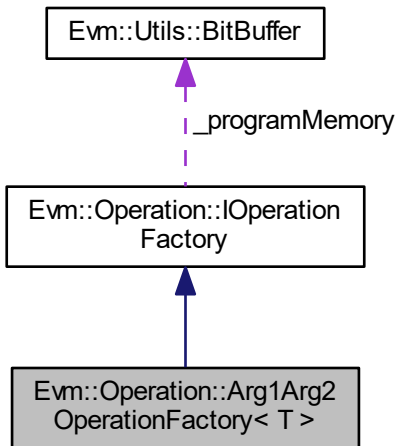 Evm::Utils::BitBuffer
_programMemory
Evm::Operation::IOperation
Factory
Evm::Operation::Arg1Arg2
OperationFactory< T >